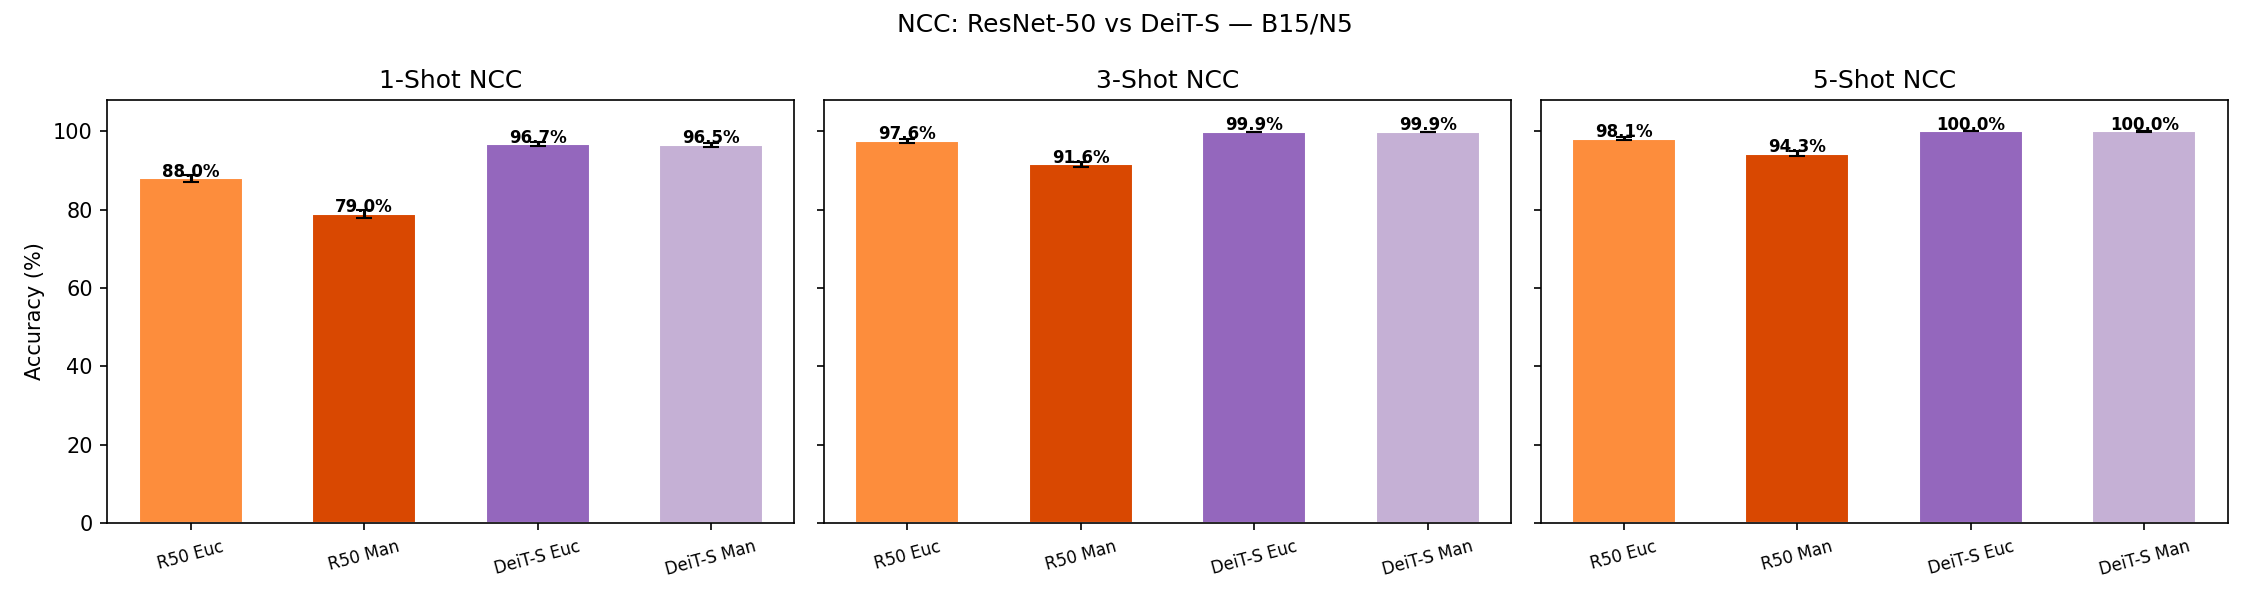 NCC: ResNet-50 vs DeiT-S — B15/N5
1-Shot NCC
Accuracy (%)
100
80
60
40
20
0
88.0%
79.0%
96.7%
96.5%
R50 Euc
R50 Man
DeiT-S Euc
DeiT-S Man
3-Shot NCC
97.6%
91.6%
99.9%
99.9%
R50 Euc
R50 Man
DeiT-S Euc
DeiT-S Man
5-Shot NCC
98.1%
94.3%
100.0%
100.0%
R50 Euc
R50 Man
DeiT-S Euc
DeiT-S Man